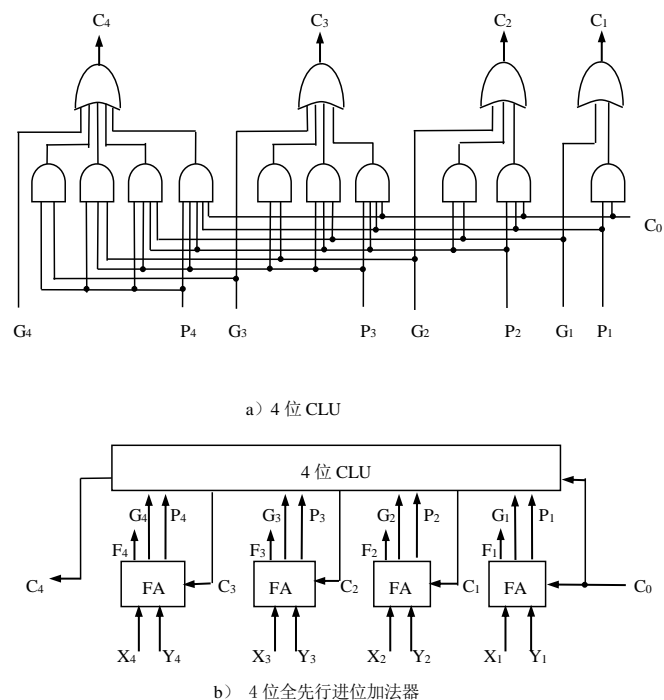 C4 C3 C2 C1
C0
G4 P4 G3 P3 G2 P2 G1 P1
a）4 位 CLU
4 位 CLU
G4 P4 G3 P3 G2 P2 G1 P1
F4 F3 F2 F1
C4 FA C3 FA C2 FA C1 FA C0
X4 Y4 X3 Y3 X2 Y2 X1 Y1
b） 4 位全先行进位加法器